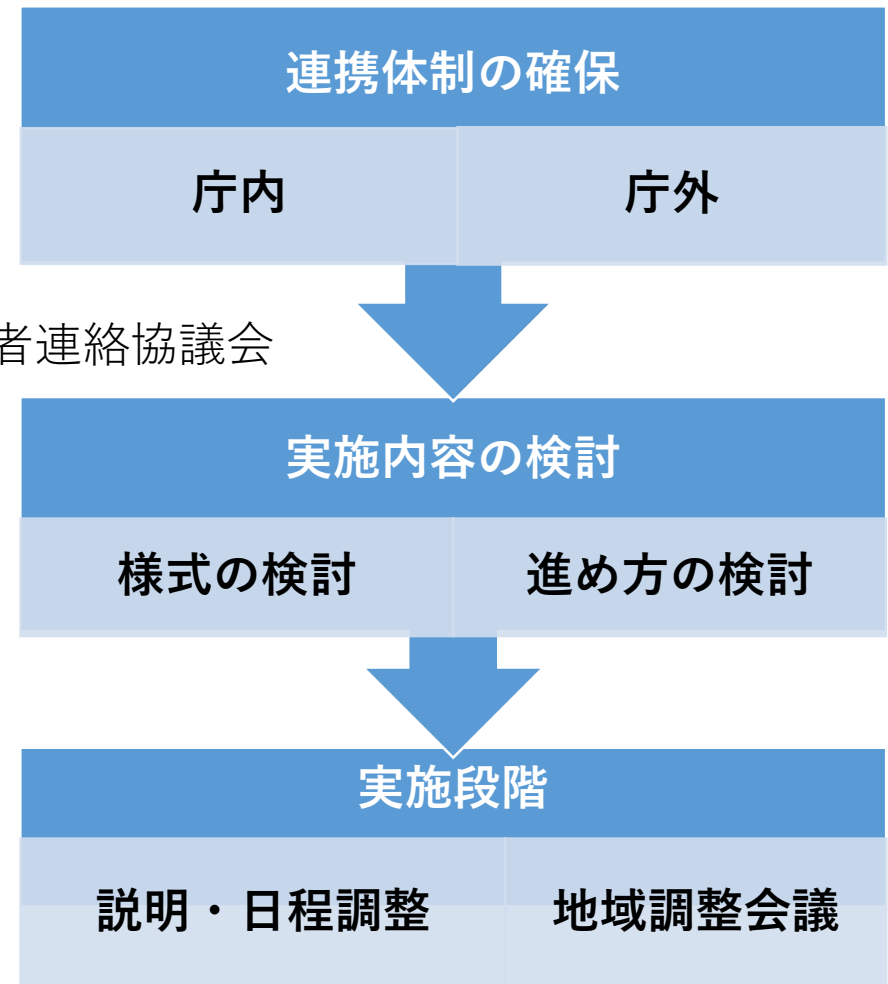 連携体制の確保
庁内
庁外
者連絡協議会
実施内容の検討
様式の検討
進め方の検討
実施段階
説明・日程調整
地域調整会議